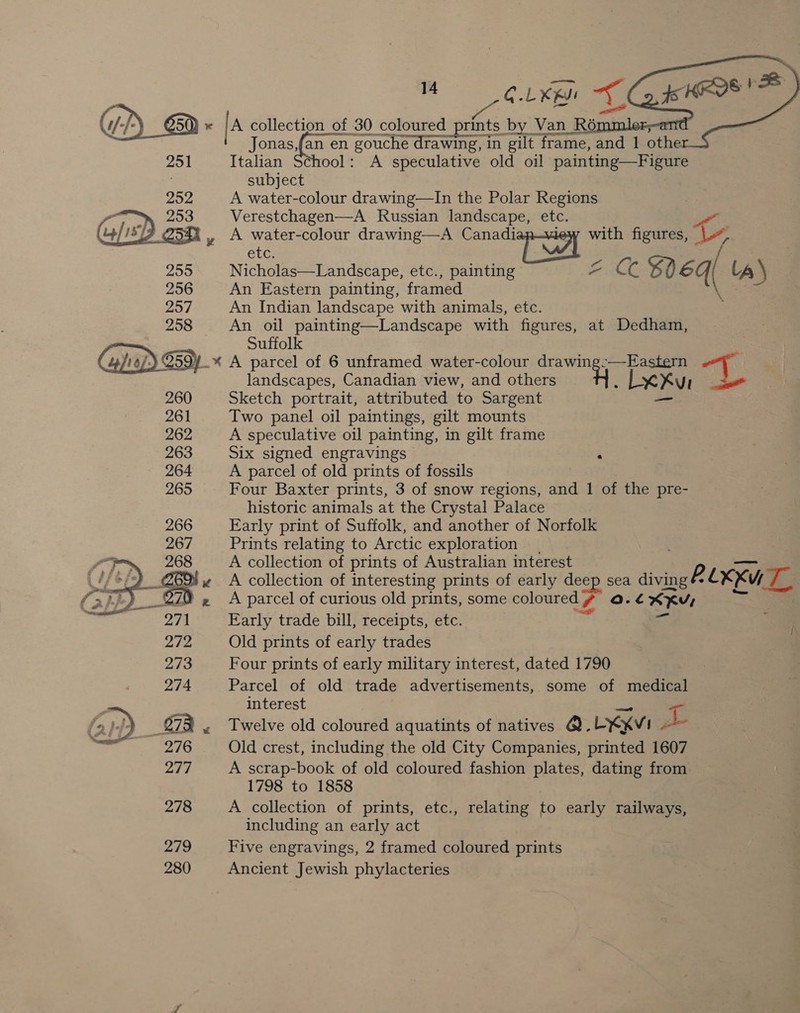 14 G.LXXVI
250 × A collection of 30 coloured prints by Van Römmler, and
Jonas, an en gouche drawing, in gilt frame, and 1 other
251 Italian School: A speculative old oil painting—Figure
subject
252 A water-colour drawing—In the Polar Regions
253 Verestchagen—A Russian landscape, etc.
254 A water-colour drawing—A Canadian view with figures,
etc.
255 Nicholas—Landscape, etc., painting
256 An Eastern painting, framed
257 An Indian landscape with animals, etc.
258 An oil painting—Landscape with figures, at Dedham,
Suffolk
259 × A parcel of 6 unframed water-colour drawing:—Eastern
landscapes, Canadian view, and others H. LXXVI
260 Sketch portrait, attributed to Sargent
261 Two panel oil paintings, gilt mounts
262 A speculative oil painting, in gilt frame
263 Six signed engravings
264 A parcel of old prints of fossils
265 Four Baxter prints, 3 of snow regions, and 1 of the pre-
historic animals at the Crystal Palace
266 Early print of Suffolk, and another of Norfolk
267 Prints relating to Arctic exploration
268 A collection of prints of Australian interest
269 × A collection of interesting prints of early deep sea diving P.LXXVI
270 × A parcel of curious old prints, some coloured O.LXXVI
271 Early trade bill, receipts, etc.
272 Old prints of early trades
273 Four prints of early military interest, dated 1790
274 Parcel of old trade advertisements, some of medical
interest
275 × Twelve old coloured aquatints of natives Q.LXXVI
276 Old crest, including the old City Companies, printed 1607
277 A scrap-book of old coloured fashion plates, dating from
1798 to 1858
278 A collection of prints, etc., relating to early railways,
including an early act
279 Five engravings, 2 framed coloured prints
280 Ancient Jewish phylacteries